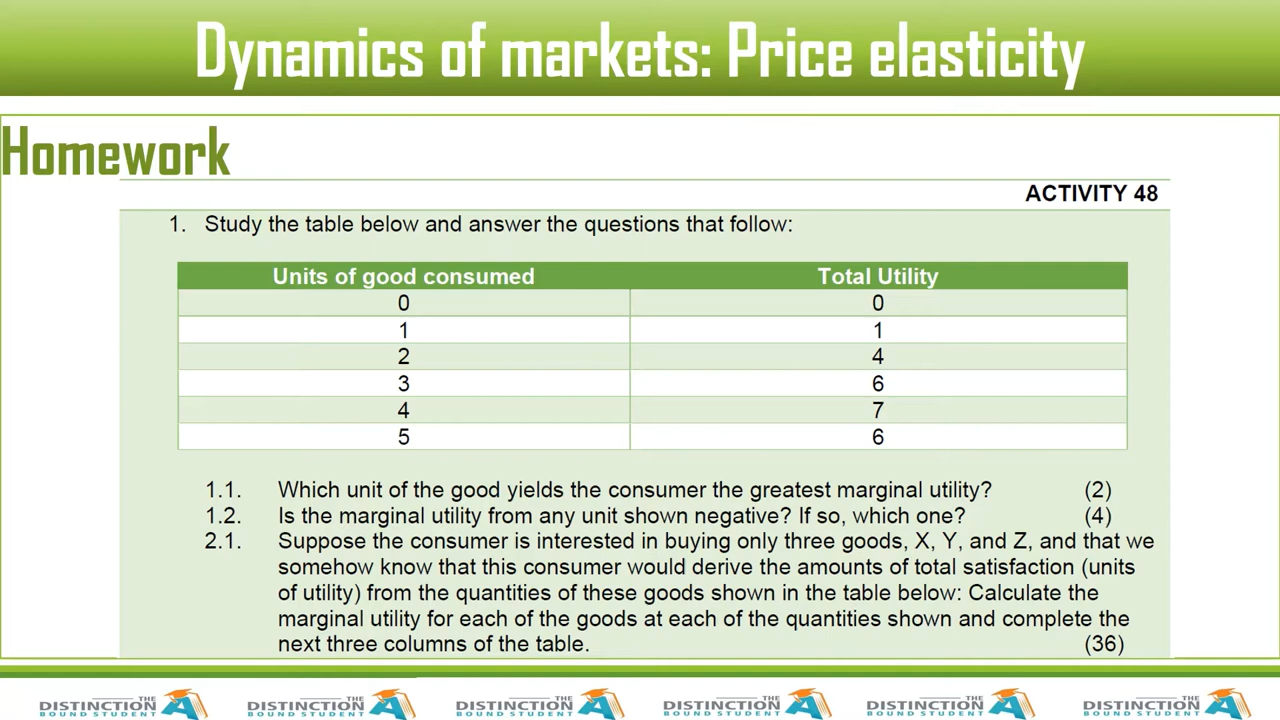 Dynamics of markets: Price elasticity
Homework
ACTIVITY 48
1. Study the table below and answer the questions that follow:
Units of good consumed Total Utility
0 0
1 1
2 4
3 6
4 7
5 6
1.1. Which unit of the good yields the consumer the greatest marginal utility? (2)
1.2. Is the marginal utility from any unit shown negative? If so, which one? (4)
2.1. Suppose the consumer is interested in buying only three goods, X, Y, and Z, and that we
somehow know that this consumer would derive the amounts of total satisfaction (units
of utility) from the quantities of these goods shown in the table below: Calculate the
marginal utility for each of the goods at each of the quantities shown and complete the
next three columns of the table. (36)
THE DISTINCTION BOUND STUDENT A
THE DISTINCTION BOUND STUDENT A
THE DISTINCTION BOUND STUDENT A
THE DISTINCTION BOUND STUDENT A
THE DISTINCTION BOUND STUDENT A
THE DISTINCTION BOUND STUDENT A